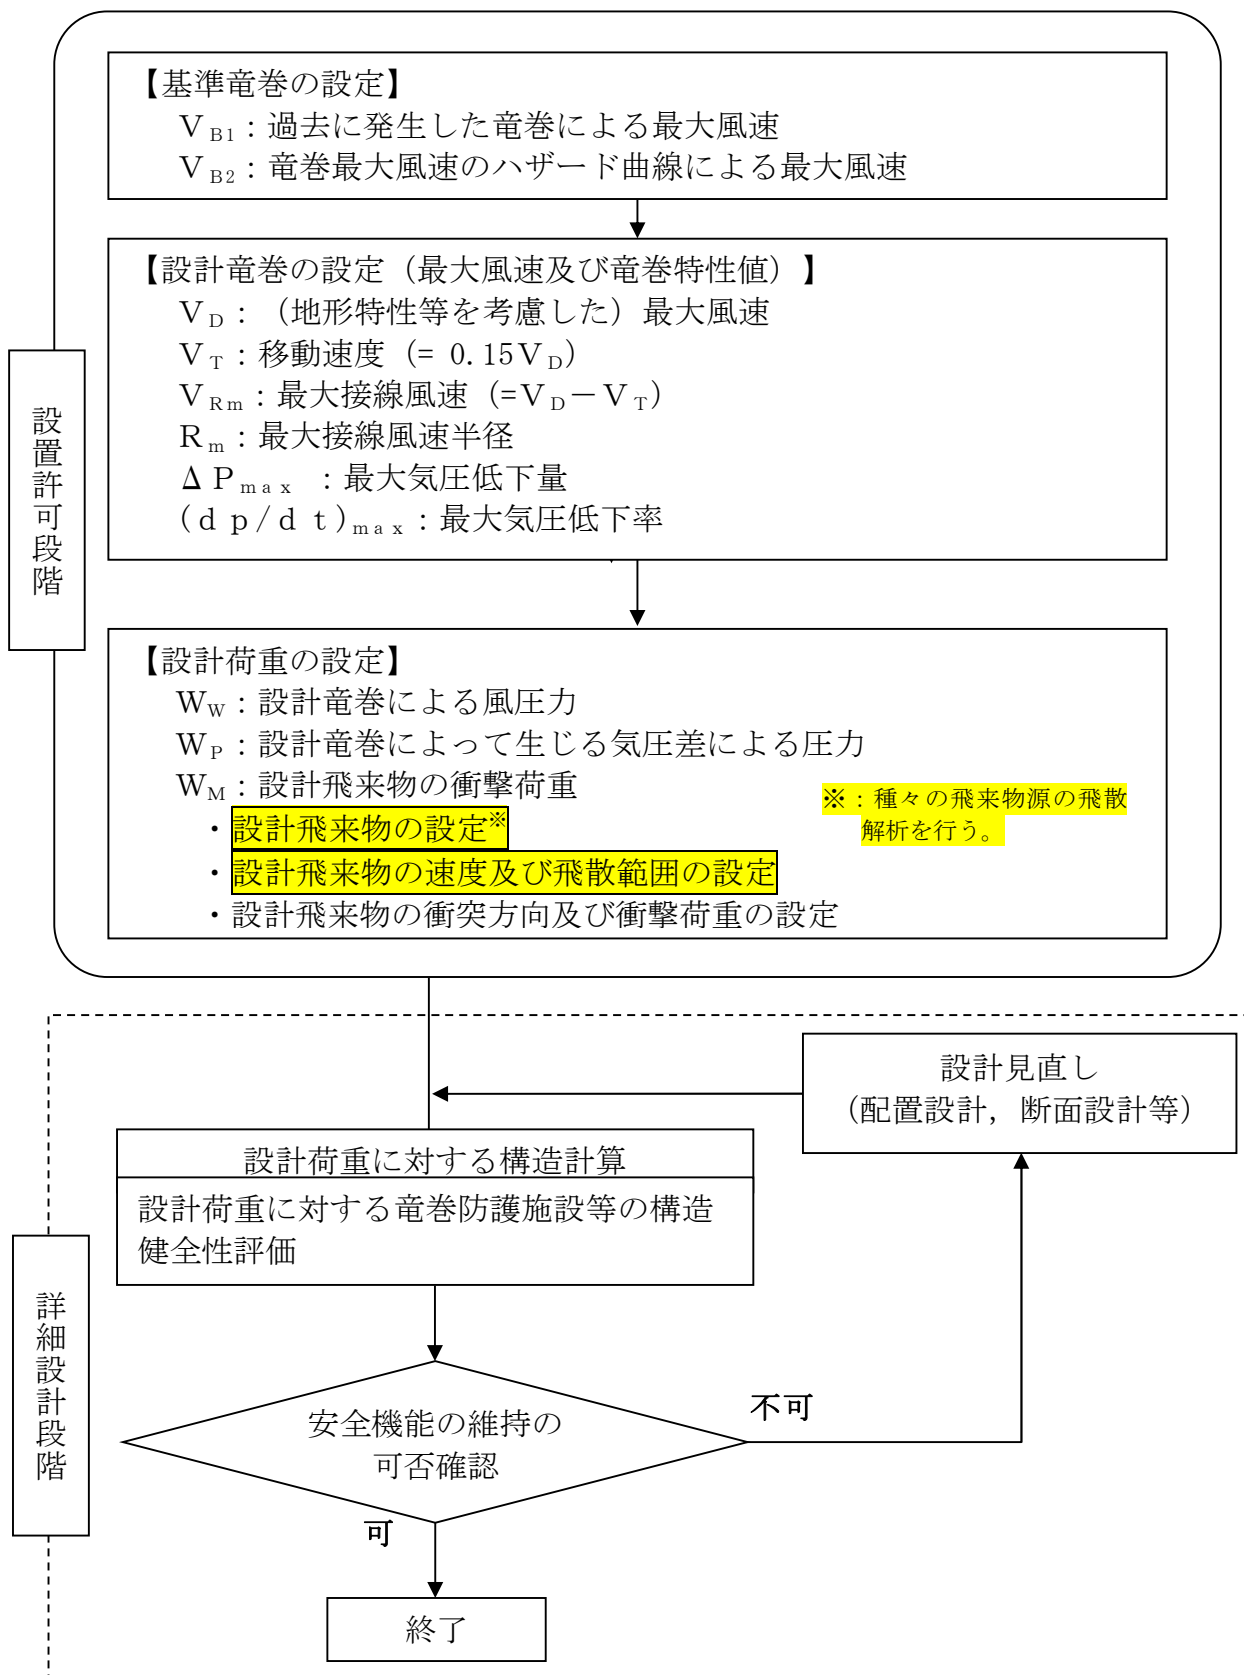 【基準竜巻の設定】
ＶB1：過去に発生した竜巻による最大風速
ＶB2：竜巻最大風速のハザード曲線による最大風速
【設計竜巻の設定（最大風速及び竜巻特性値）】
ＶD：（地形特性等を考慮した）最大風速
ＶT：移動速度（= 0.15ＶD）
ＶRm：最大接線風速（=ＶD－ＶT）
Ｒm：最大接線風速半径
ΔＰmax ：最大気圧低下量
(ｄｐ/ｄｔ)max：最大気圧低下率
設置許可段階
【設計荷重の設定】
ＷW：設計竜巻による風圧力
ＷP：設計竜巻によって生じる気圧差による圧力
ＷM：設計飛来物の衝撃荷重
・設計飛来物の設定※
・設計飛来物の速度及び飛散範囲の設定
・設計飛来物の衝突方向及び衝撃荷重の設定
※：種々の飛来物源の飛散
解析を行う。
設計見直し
（配置設計，断面設計等）
設計荷重に対する構造計算
設計荷重に対する竜巻防護施設等の構造
健全性評価
詳細設計段階
安全機能の維持の
可否確認
不可
可
終了